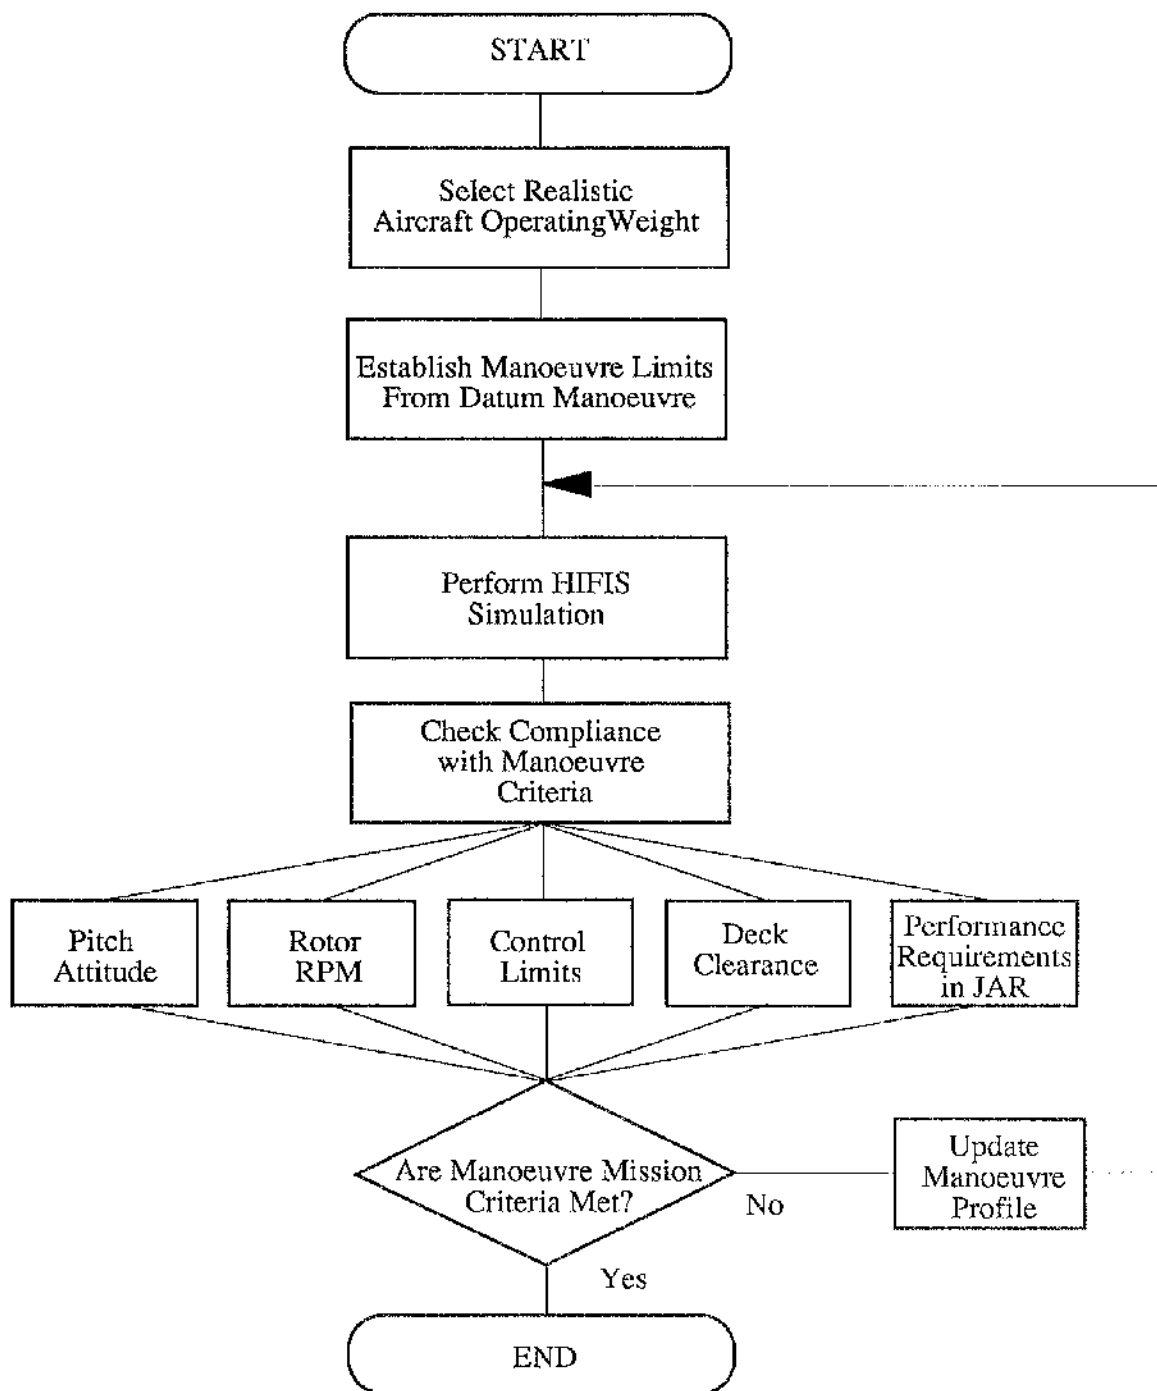 START
Select Realistic
Aircraft OperatingWeight
Establish Manoeuvre Limits
From Datum Manoeuvre
Perform HIFIS
Simulation
Check Compliance
with Manoeuvre
Criteria
Pitch
Attitude
Rotor
RPM
Control
Limits
Deck
Clearance
Performance
Requirements
in JAR
Are Manoeuvre Mission
Criteria Met?
No
Update
Manoeuvre
Profile
Yes
END